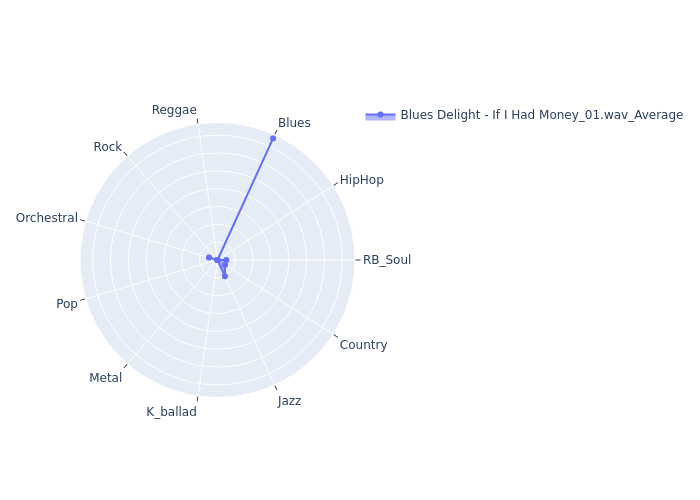 Reggae
Blues
Blues Delight - If I Had Money_01.wav_Average
Rock
HipHop
Orchestral
RB_Soul
Pop
Country
Metal
Jazz
K_ballad